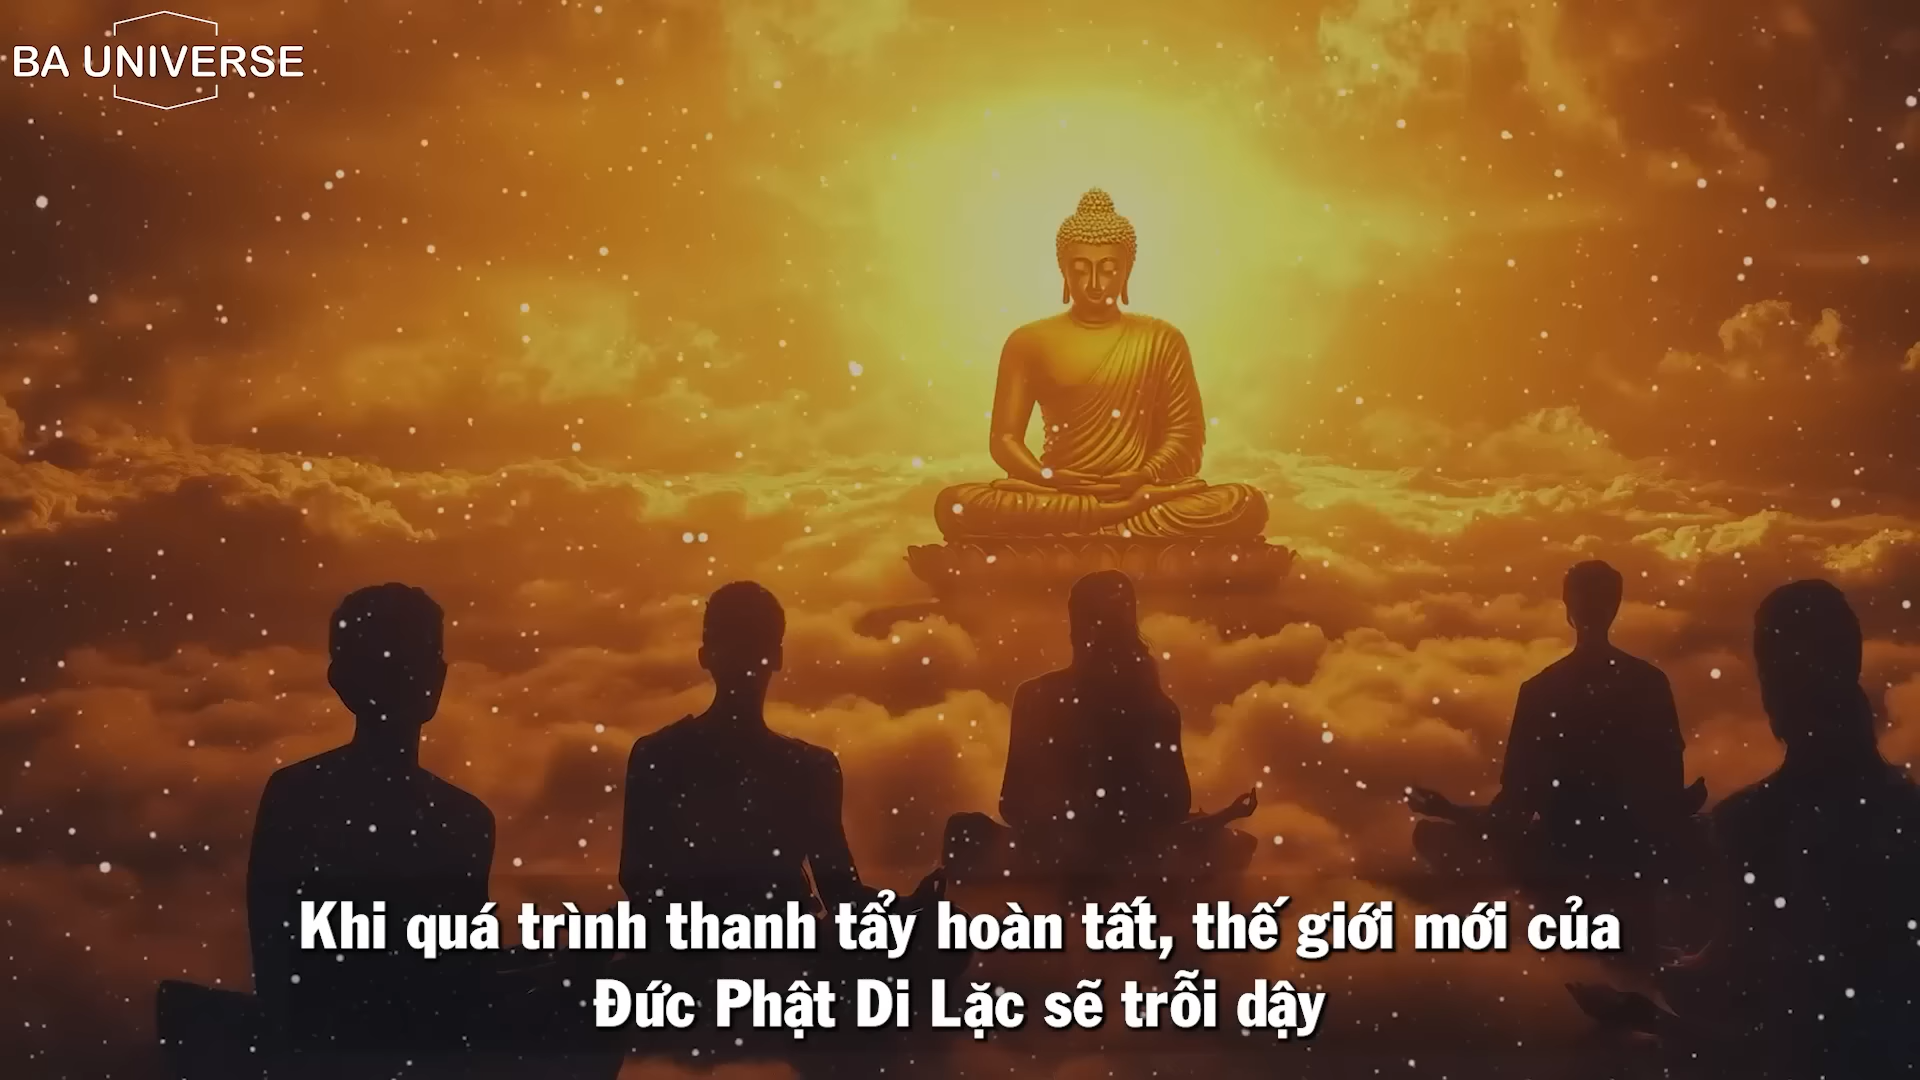 BA UNIVERSE
Khi quá trình thanh tẩy hoàn tất, thế giới mới của
Đức Phật Di Lặc sẽ trỗi dậy